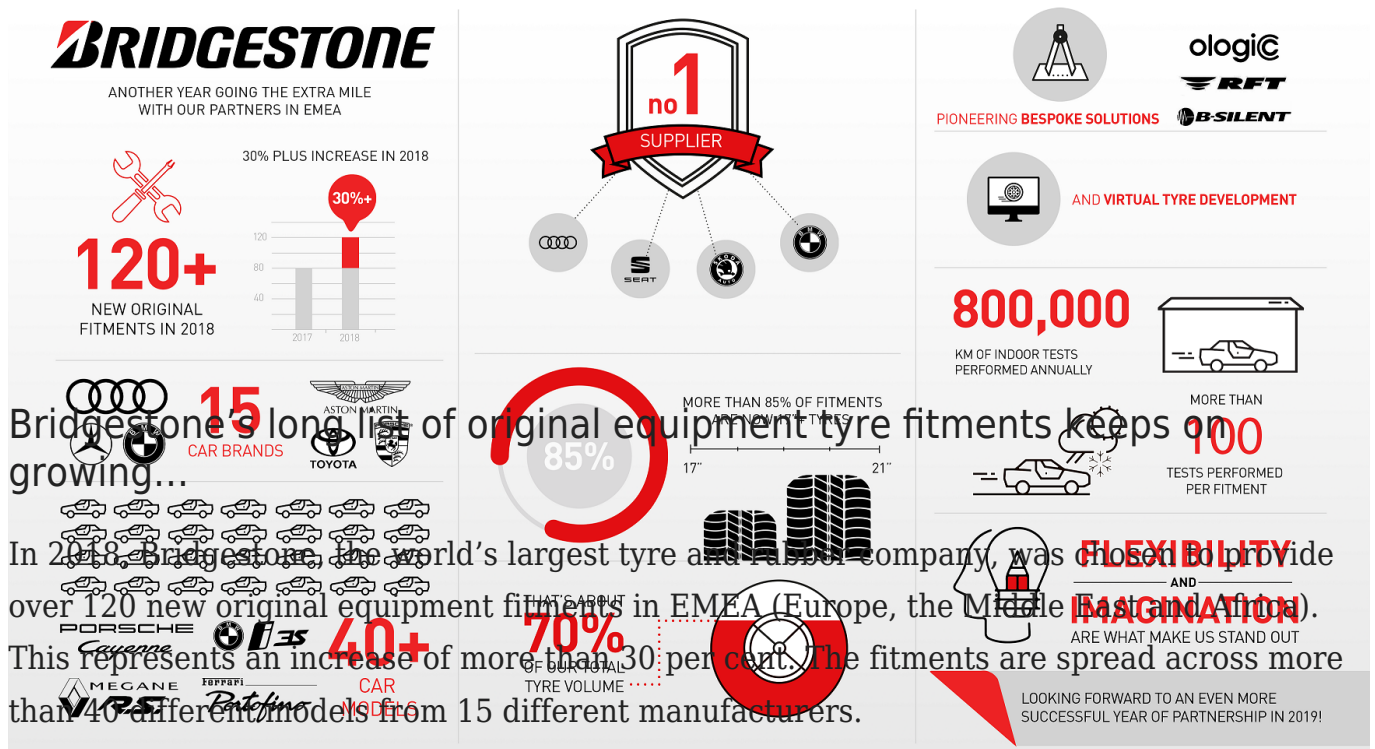 BRIDGESTONE
ANOTHER YEAR GOING THE EXTRA MILE
WITH OUR PARTNERS IN EMEA
30% PLUS INCREASE IN 2018
30%+
120
80
40
2017 2018
120+
NEW ORIGINAL
FITMENTS IN 2018
15
CAR BRANDS
ASTON MARTIN
TOYOTA
PORSCHE
Cayenne
i3s
MEGANE
R.S.
Ferrari
Portofino
40+
CAR
MODELS
no1
SUPPLIER
SEAT
SKODA
AUTO
BMW
85%
MORE THAN 85% OF FITMENTS
ARE NOW 17"+ TYRES
17" 21"
THAT'S ABOUT
70%
OF OUR TOTAL
TYRE VOLUME
ologic
RFT
B-SILENT
PIONEERING BESPOKE SOLUTIONS
AND VIRTUAL TYRE DEVELOPMENT
800,000
KM OF INDOOR TESTS
PERFORMED ANNUALLY
MORE THAN
100
TESTS PERFORMED
PER FITMENT
FLEXIBILITY
AND
IMAGINATION
ARE WHAT MAKE US STAND OUT
LOOKING FORWARD TO AN EVEN MORE
SUCCESSFUL YEAR OF PARTNERSHIP IN 2019!
Bridgestone’s long list of original equipment tyre fitments keeps on
growing…
In 2018, Bridgestone, the world’s largest tyre and rubber company, was chosen to provide
over 120 new original equipment fitments in EMEA (Europe, the Middle East and Africa).
This represents an increase of more than 30 per cent. The fitments are spread across more
than 40 different models from 15 different manufacturers.